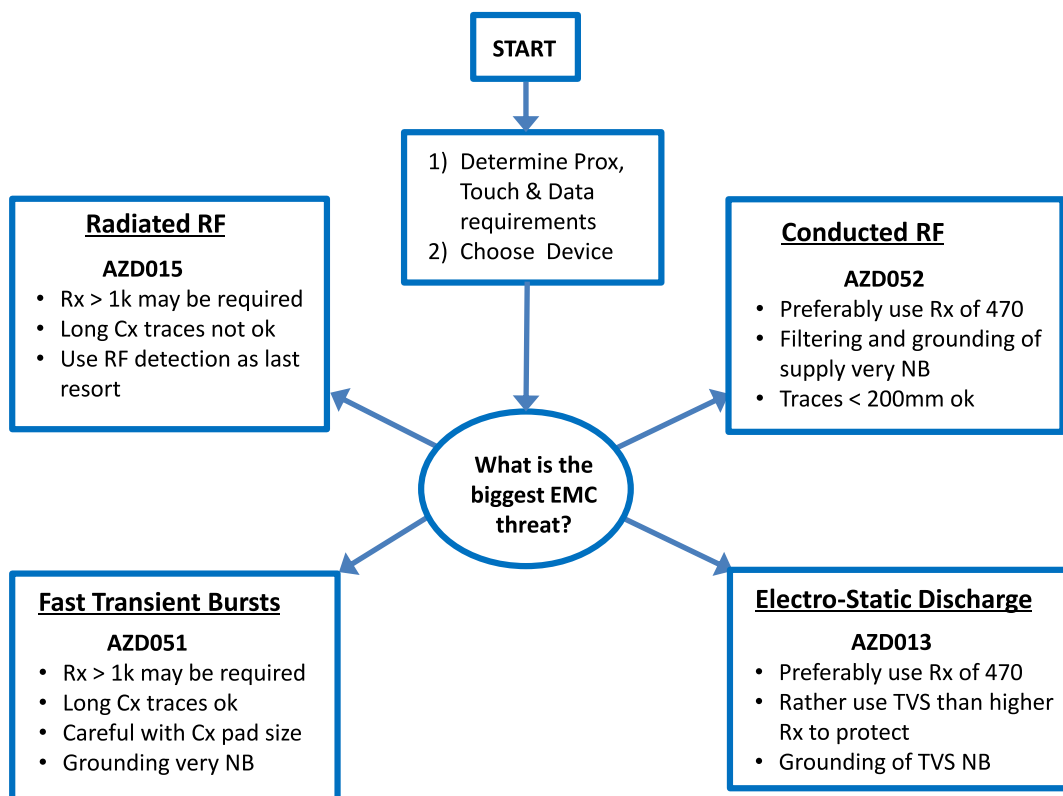 START
1) Determine Prox,
Touch & Data
requirements
2) Choose Device
Radiated RF
AZD015
• Rx > 1k may be required
• Long Cx traces not ok
• Use RF detection as last
resort
Conducted RF
AZD052
• Preferably use Rx of 470
• Filtering and grounding of
supply very NB
• Traces < 200mm ok
What is the
biggest EMC
threat?
Fast Transient Bursts
AZD051
• Rx > 1k may be required
• Long Cx traces ok
• Careful with Cx pad size
• Grounding very NB
Electro-Static Discharge
AZD013
• Preferably use Rx of 470
• Rather use TVS than higher
Rx to protect
• Grounding of TVS NB